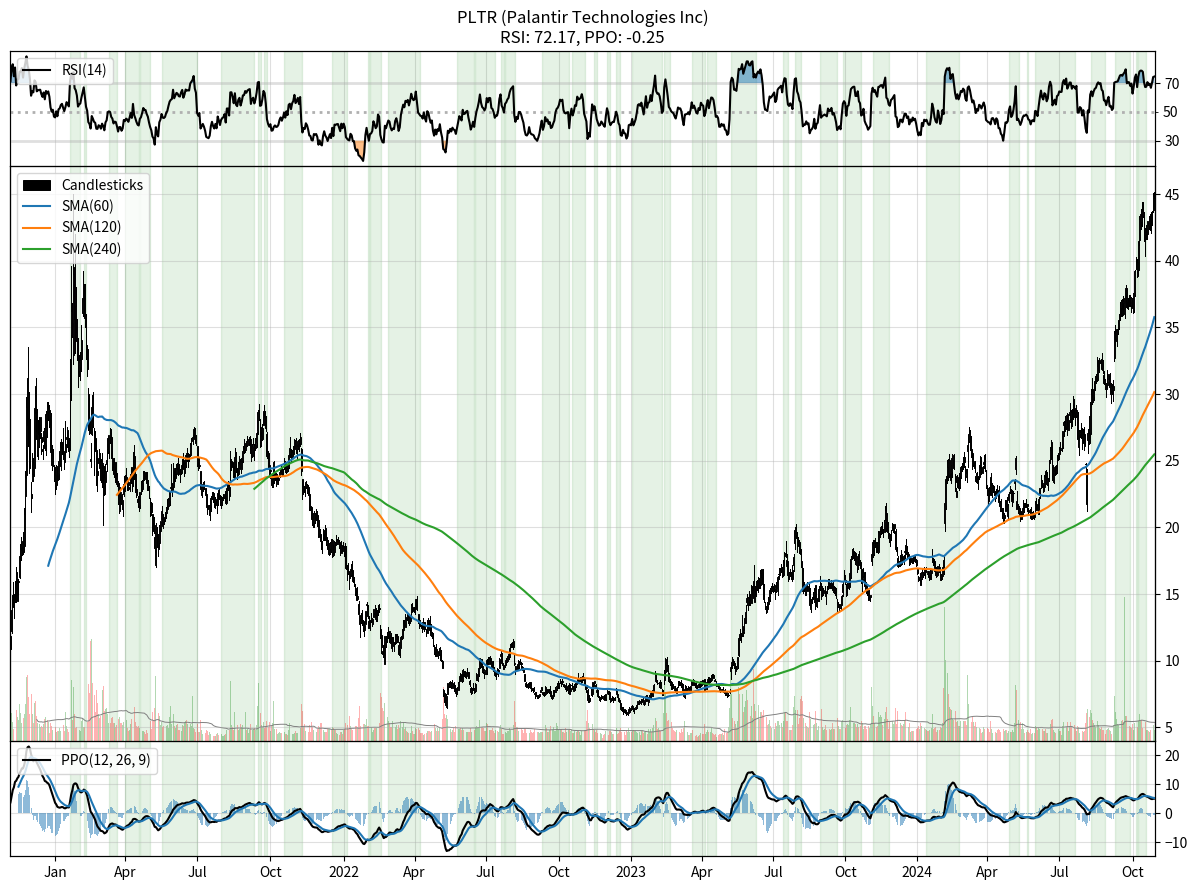 PLTR (Palantir Technologies Inc)
RSI: 72.17, PPO: -0.25
RSI(14)
70
50
30
Candlesticks
SMA(60)
SMA(120)
SMA(240)
45
40
35
30
25
20
15
10
5
PPO(12, 26, 9)
20
10
0
−10
Jan Apr Jul Oct 2022 Apr Jul Oct 2023 Apr Jul Oct 2024 Apr Jul Oct